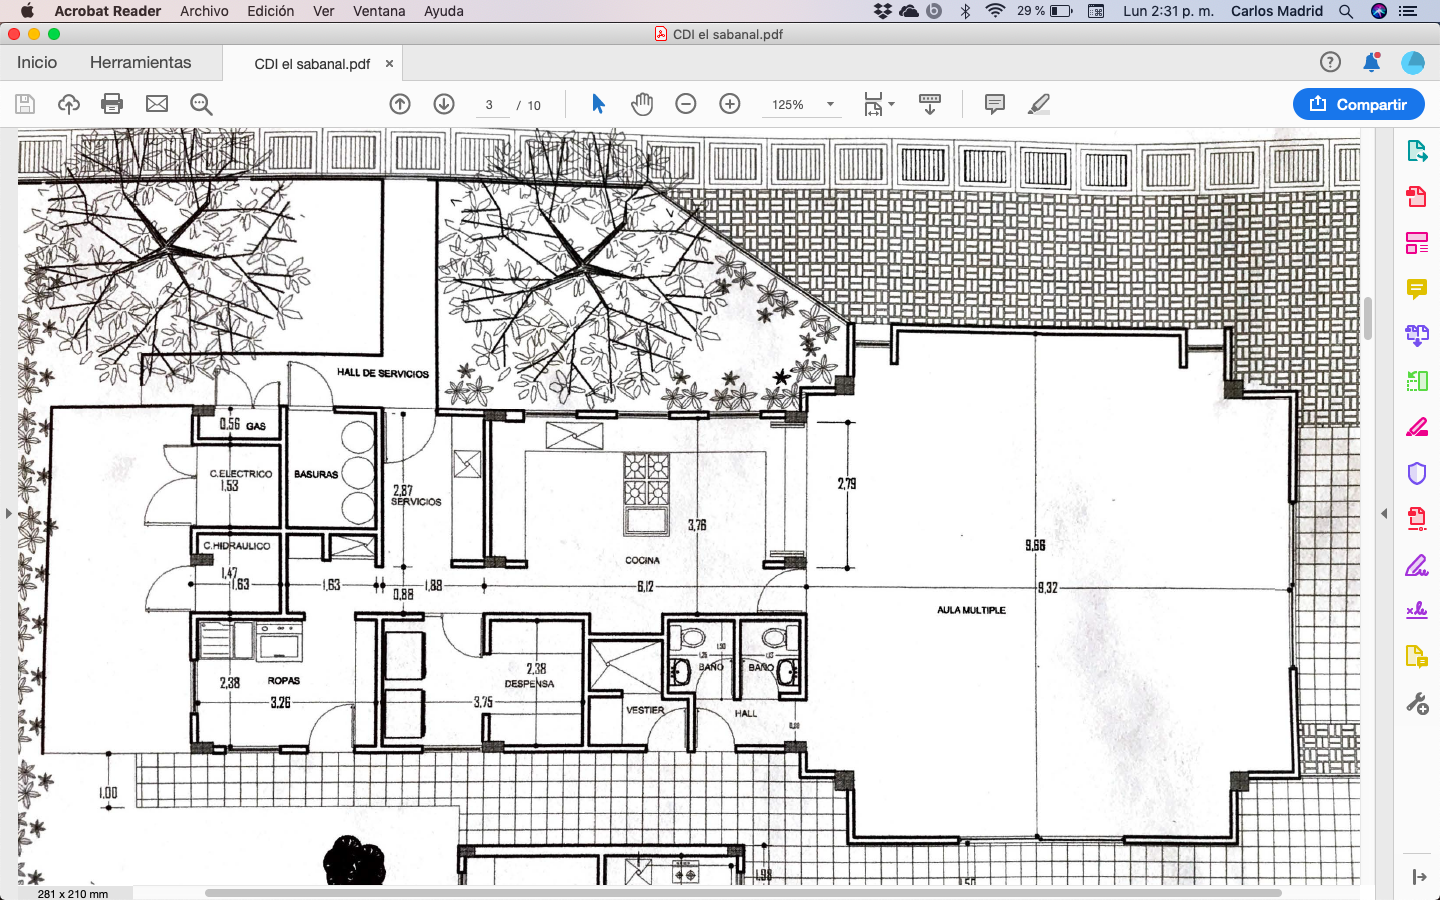 Acrobat Reader Archivo Edición Ver Ventana Ayuda 29 % Lun 2:31 p. m. Carlos Madrid
CDI el sabanal.pdf
Inicio Herramientas CDI el sabanal.pdf ×
3 / 10 125% Compartir
HALL DE SERVICIOS
0,56 GAS
C.ELECTRICO
1,53
BASURAS
2,87
SERVICIOS
2,79
3,76
COCINA
C.HIDRAULICO
1,47
1,63
1,63
0,88
1,88
6,12
9,66
9,32
AULA MULTIPLE
2,38
ROPAS
3,26
3,75
2,38
DESPENSA
BAÑO
BAÑO
VESTIER
HALL
1,00
1,98
1,50
281 x 210 mm